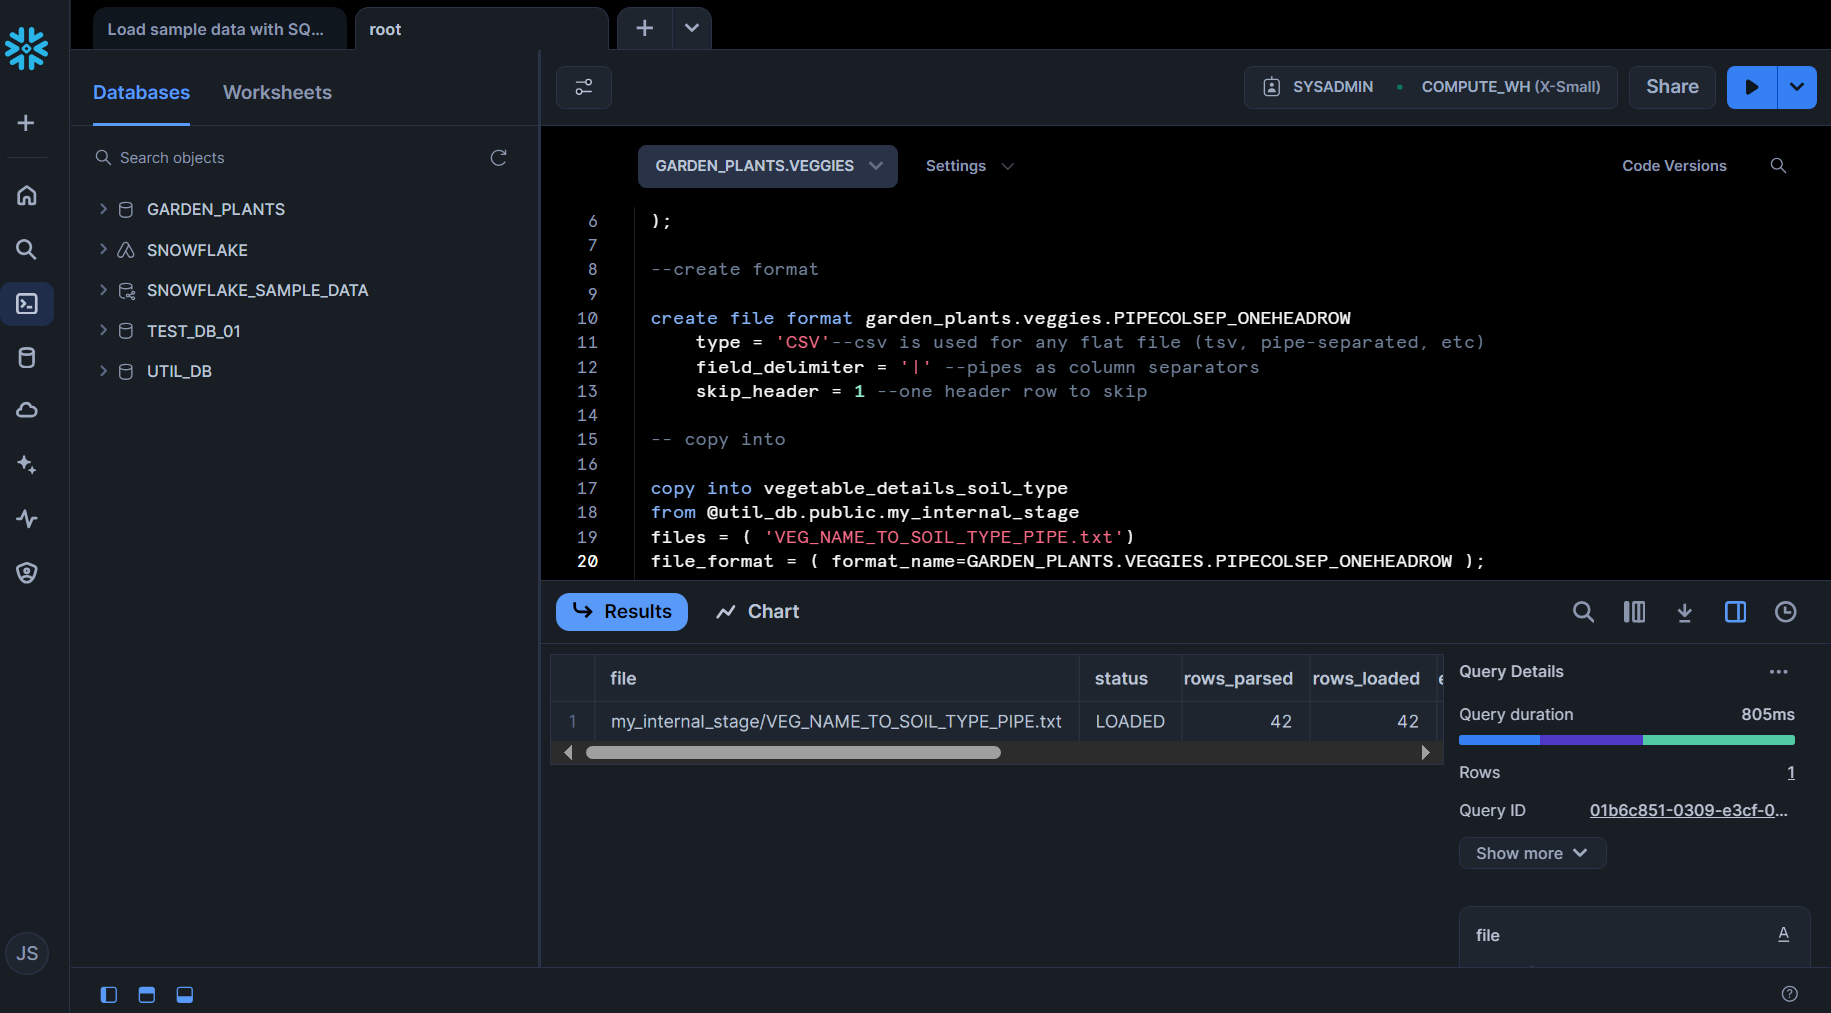 Load sample data with SQ...
root
Databases
Worksheets
SYSADMIN
COMPUTE_WH (X-Small)
Share
Search objects
GARDEN_PLANTS
SNOWFLAKE
SNOWFLAKE_SAMPLE_DATA
TEST_DB_01
UTIL_DB
GARDEN_PLANTS.VEGGIES
Settings
Code Versions
6 );
7
8 --create format
9
10 create file format garden_plants.veggies.PIPECOLSEP_ONEHEADROW
11 type = 'CSV'--csv is used for any flat file (tsv, pipe-separated, etc)
12 field_delimiter = '|' --pipes as column separators
13 skip_header = 1 --one header row to skip
14
15 -- copy into
16
17 copy into vegetable_details_soil_type
18 from @util_db.public.my_internal_stage
19 files = ( 'VEG_NAME_TO_SOIL_TYPE_PIPE.txt')
20 file_format = ( format_name=GARDEN_PLANTS.VEGGIES.PIPECOLSEP_ONEHEADROW );
Results
Chart
file status rows_parsed rows_loaded e
1 my_internal_stage/VEG_NAME_TO_SOIL_TYPE_PIPE.txt LOADED 42 42
Query Details
Query duration 805ms
Rows 1
Query ID 01b6c851-0309-e3cf-0...
Show more
file A
JS